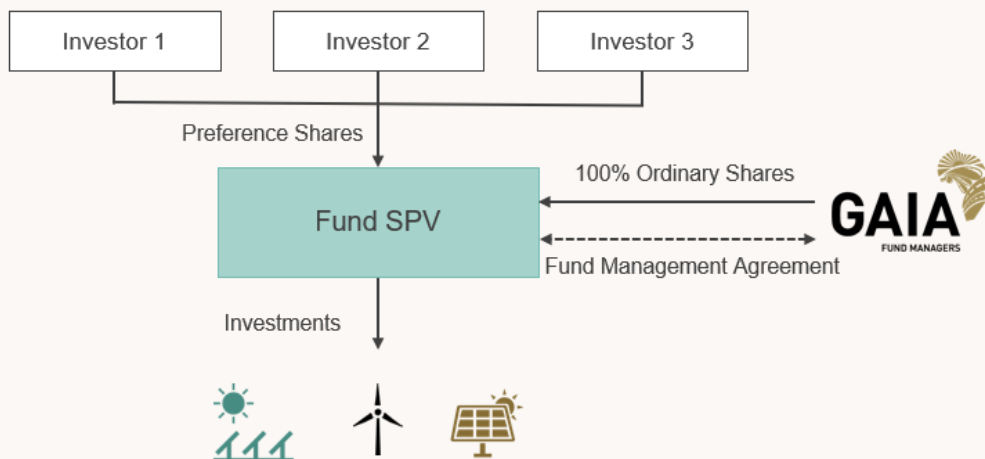 Investor 1
Investor 2
Investor 3
Preference Shares
100% Ordinary Shares
Fund SPV
GAIA
FUND MANAGERS
Fund Management Agreement
Investments